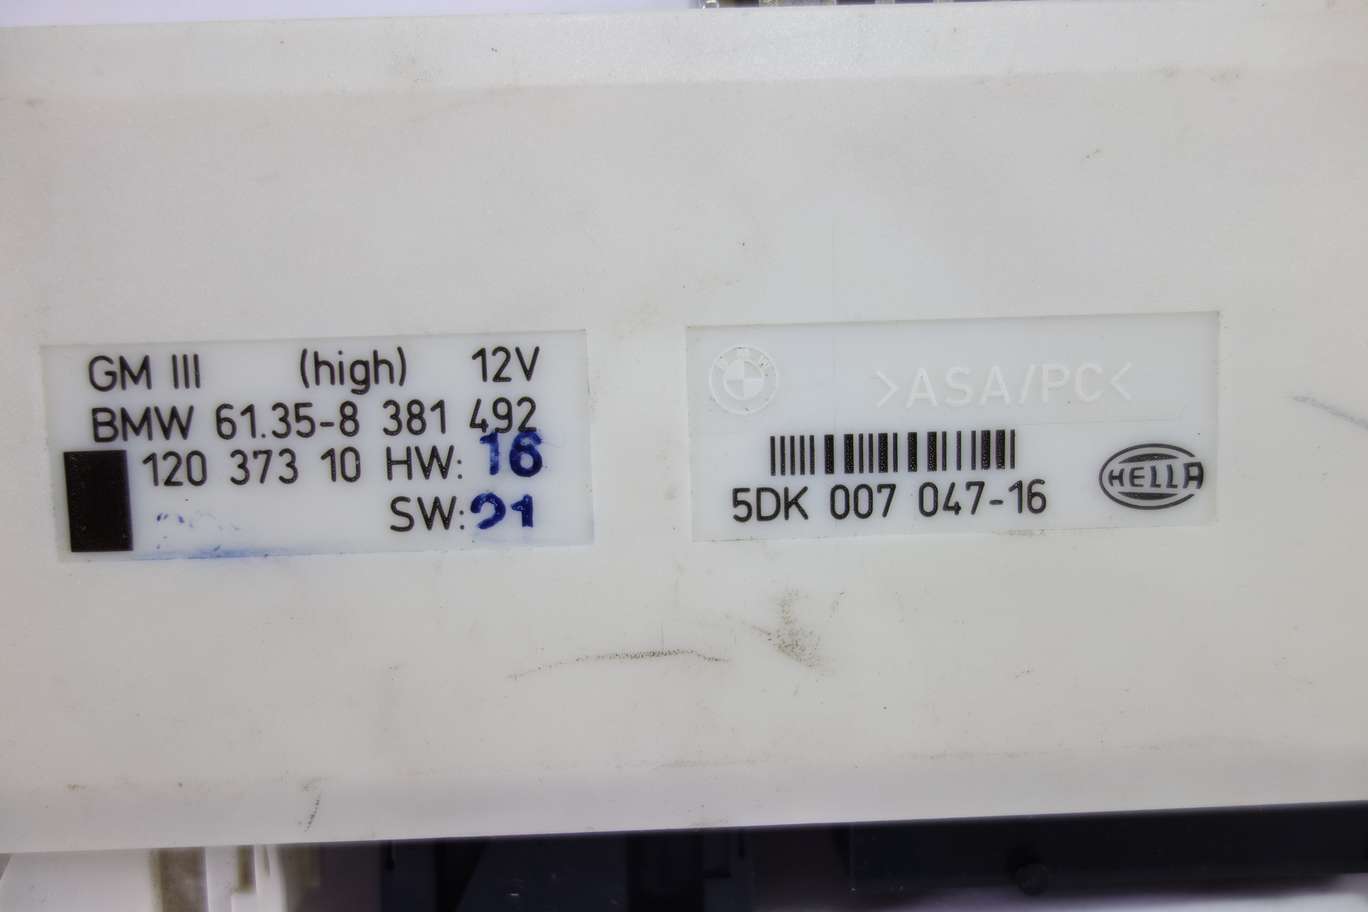 GM III (high) 12V
BMW 61.35-8 381 492
120 373 10 HW: 16
SW: 21
>ASA/PC<
5DK 007 047-16
HELLA